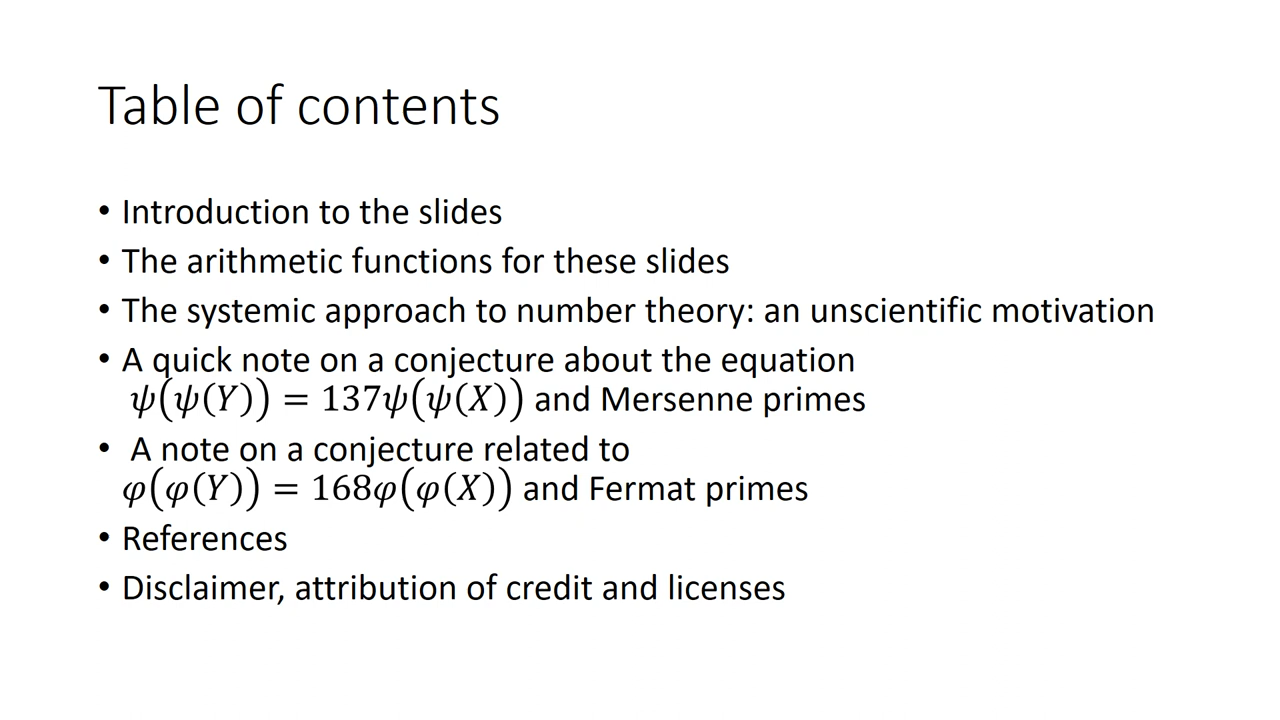 Table of contents
• Introduction to the slides
• The arithmetic functions for these slides
• The systemic approach to number theory: an unscientific motivation
• A quick note on a conjecture about the equation
𝜓(𝜓(𝑌)) = 137𝜓(𝜓(𝑋)) and Mersenne primes
• A note on a conjecture related to
𝜑(𝜑(𝑌)) = 168𝜑(𝜑(𝑋)) and Fermat primes
• References
• Disclaimer, attribution of credit and licenses